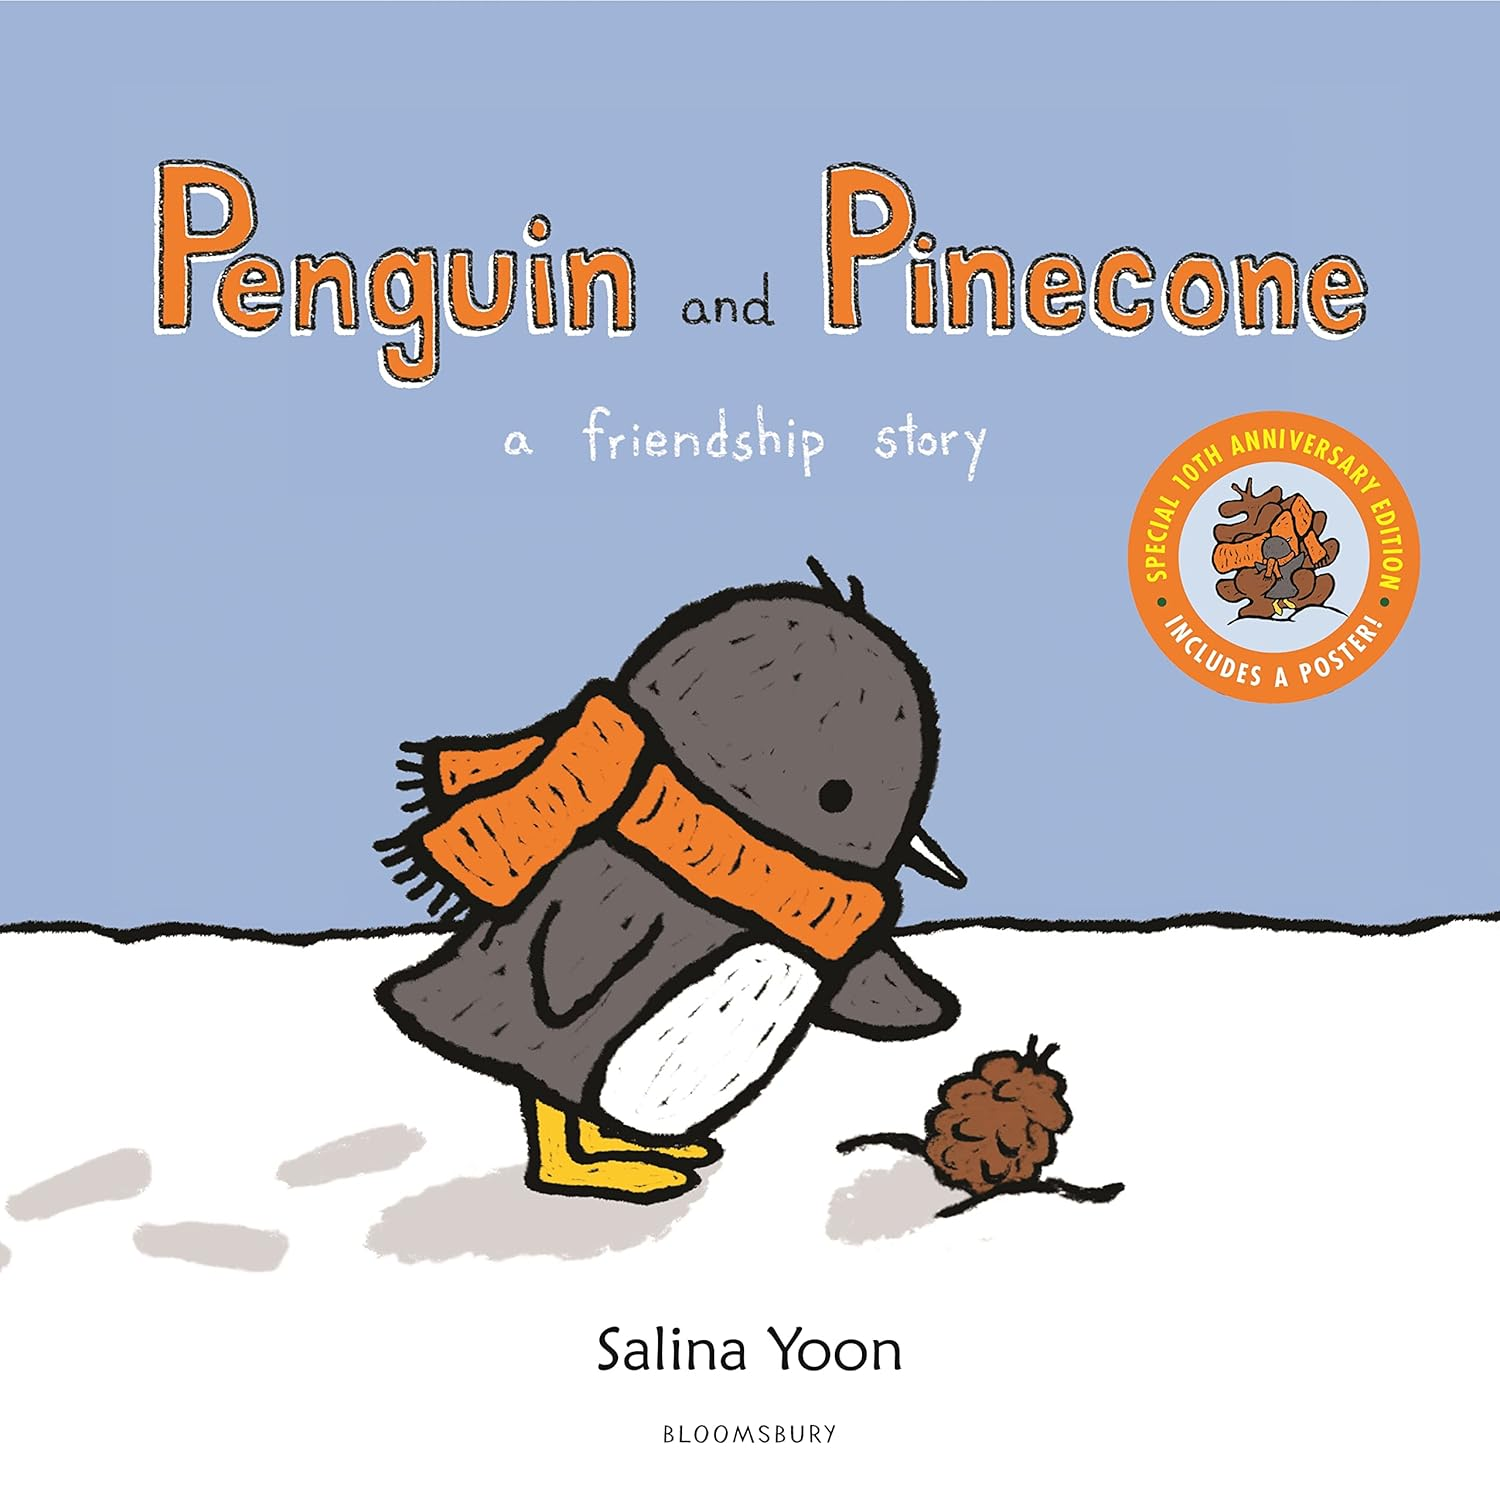 Penguin and Pinecone
a friendship story
SPECIAL 10TH ANNIVERSARY EDITION
• INCLUDES A POSTER! •
Salina Yoon
BLOOMSBURY